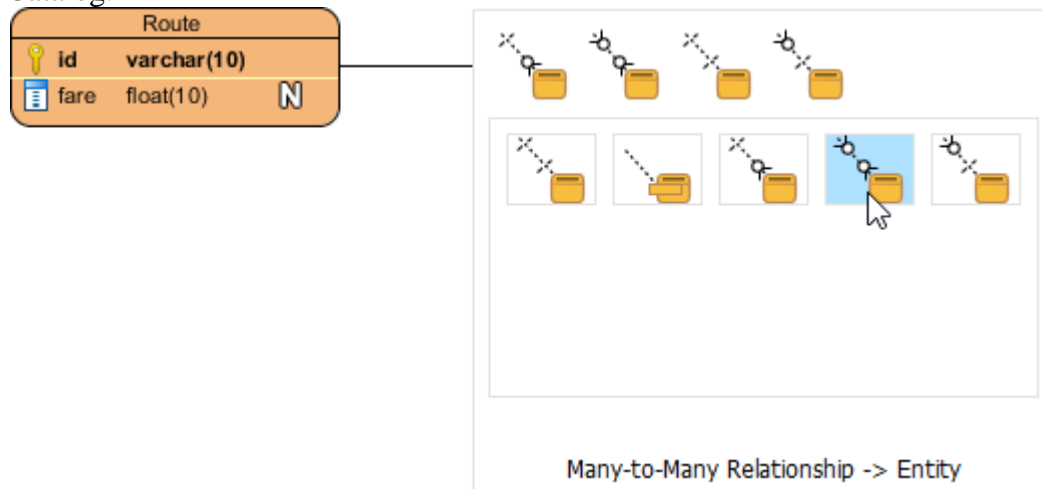 Route
id varchar(10)
fare float(10) N
Many-to-Many Relationship -> Entity